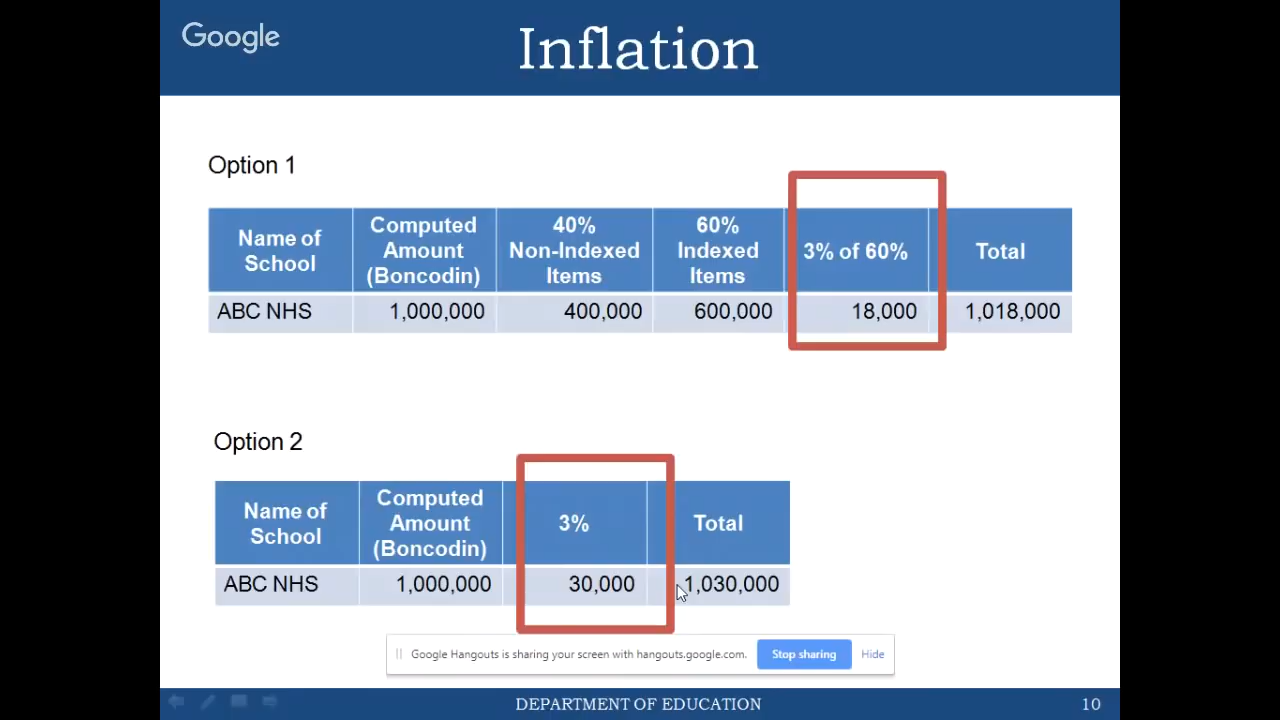 Google
Inflation
Option 1
Name of School
Computed Amount (Boncodin)
40% Non-Indexed Items
60% Indexed Items
3% of 60%
Total
ABC NHS 1,000,000 400,000 600,000 18,000 1,018,000
Option 2
Name of School
Computed Amount (Boncodin)
3%
Total
ABC NHS 1,000,000 30,000 1,030,000
Google Hangouts is sharing your screen with hangouts.google.com. Stop sharing Hide
DEPARTMENT OF EDUCATION 10